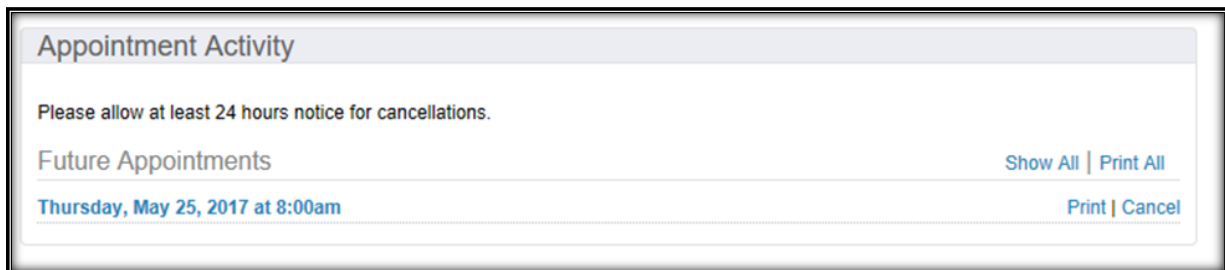 Appointment Activity
Please allow at least 24 hours notice for cancellations.
Future Appointments Show All | Print All
Thursday, May 25, 2017 at 8:00am Print | Cancel